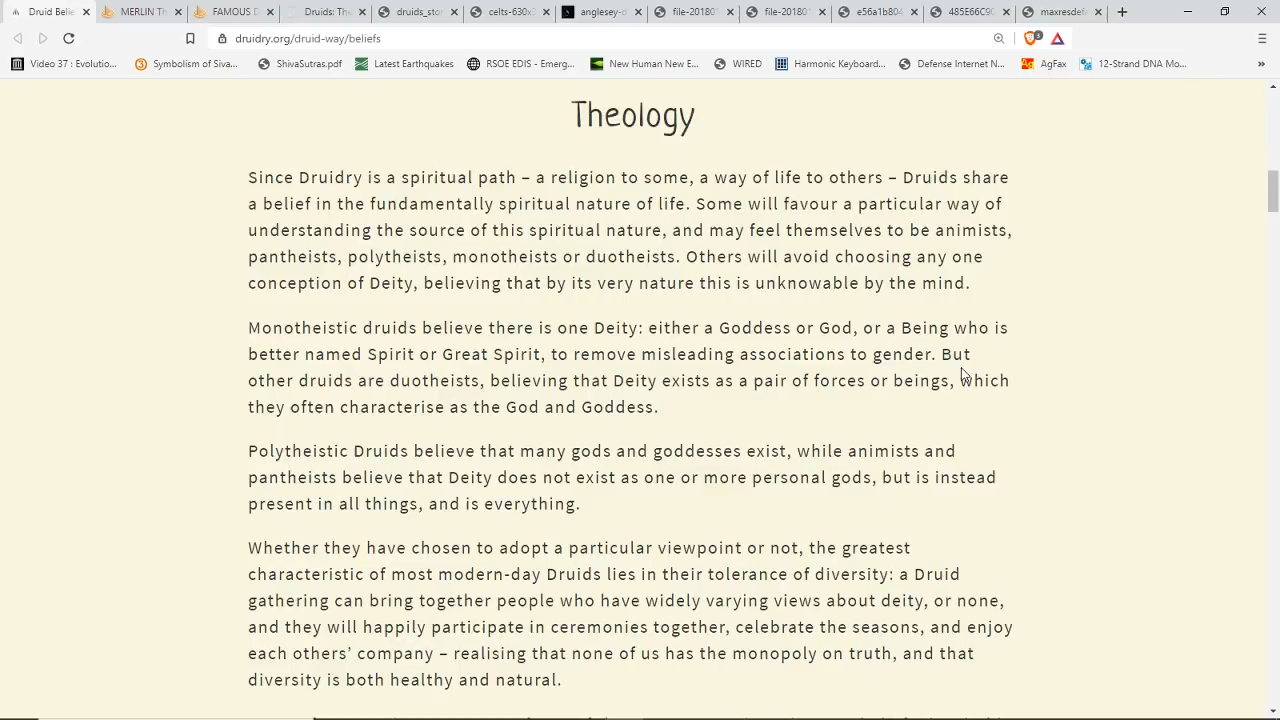 Druid Belie
MERLIN Th
FAMOUS D
Druids: The
druids_stor
celts-630x
anglesey-d
file-20180
file-20180
e56a1b804
485E66C90
maxresdef
druidry.org/druid-way/beliefs
3
Video 37 : Evolutio...
Symbolism of Siva...
ShivaSutras.pdf
Latest Earthquakes
RSOE EDIS - Emerg...
New Human New E...
WIRED
Harmonic Keyboard...
Defense Internet N...
Ag
AgFax
12-Strand DNA Mo...
»
Theology
Since Druidry is a spiritual path – a religion to some, a way of life to others – Druids share
a belief in the fundamentally spiritual nature of life. Some will favour a particular way of
understanding the source of this spiritual nature, and may feel themselves to be animists,
pantheists, polytheists, monotheists or duotheists. Others will avoid choosing any one
conception of Deity, believing that by its very nature this is unknowable by the mind.
Monotheistic druids believe there is one Deity: either a Goddess or God, or a Being who is
better named Spirit or Great Spirit, to remove misleading associations to gender. But
other druids are duotheists, believing that Deity exists as a pair of forces or beings, which
they often characterise as the God and Goddess.
Polytheistic Druids believe that many gods and goddesses exist, while animists and
pantheists believe that Deity does not exist as one or more personal gods, but is instead
present in all things, and is everything.
Whether they have chosen to adopt a particular viewpoint or not, the greatest
characteristic of most modern-day Druids lies in their tolerance of diversity: a Druid
gathering can bring together people who have widely varying views about deity, or none,
and they will happily participate in ceremonies together, celebrate the seasons, and enjoy
each others’ company – realising that none of us has the monopoly on truth, and that
diversity is both healthy and natural.